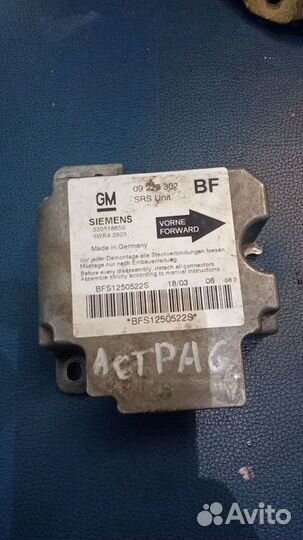 GM
09 229 302
BF
SRS Unit
SIEMENS
330518650
5WK4 2929
VORNE
FORWARD
Made in Germany
Vor jeder Demontage alle Steckverbindungen loesen.
Montage nur nach Einbauanleitung.
Before every disassembly, detach all connectors
Assemble strictly according to manual instructions.
BFS1250522S
18/03
06
*BFS1250522S*
АСТРА G
Avito